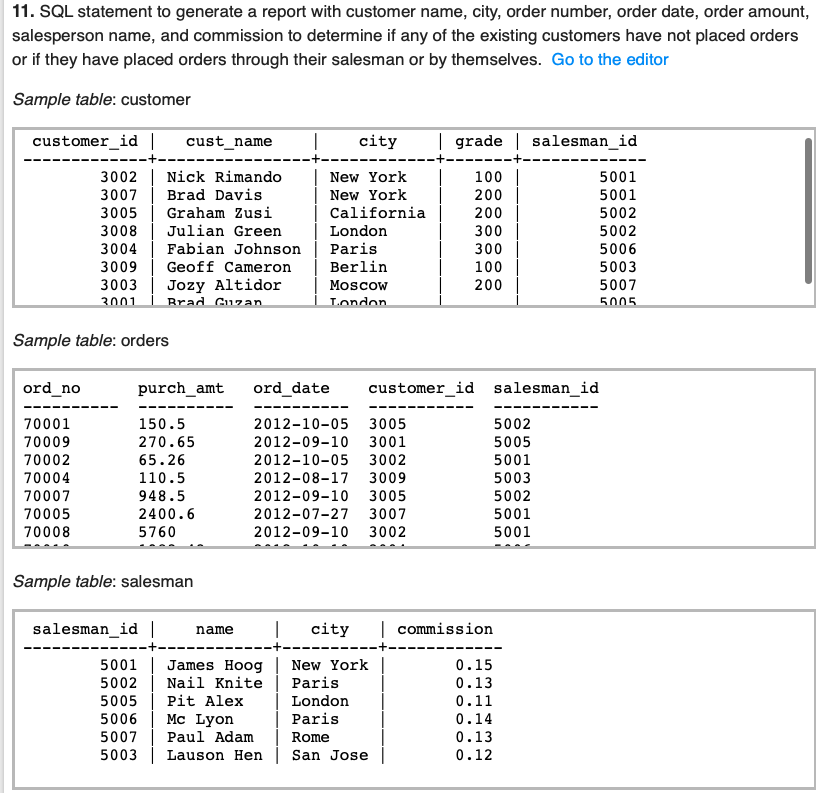 11. SQL statement to generate a report with customer name, city, order number, order date, order amount,
salesperson name, and commission to determine if any of the existing customers have not placed orders
or if they have placed orders through their salesman or by themselves. Go to the editor
Sample table: customer
customer_id | cust_name | city | grade | salesman_id
-------------+-----------------+------------+-------+-------------
3002 | Nick Rimando | New York | 100 | 5001
3007 | Brad Davis | New York | 200 | 5001
3005 | Graham Zusi | California | 200 | 5002
3008 | Julian Green | London | 300 | 5002
3004 | Fabian Johnson | Paris | 300 | 5006
3009 | Geoff Cameron | Berlin | 100 | 5003
3003 | Jozy Altidor | Moscow | 200 | 5007
3001 | Brad Guzan | London | | 5005
Sample table: orders
ord_no purch_amt ord_date customer_id salesman_id
---------- ---------- ---------- ----------- -----------
70001 150.5 2012-10-05 3005 5002
70009 270.65 2012-09-10 3001 5005
70002 65.26 2012-10-05 3002 5001
70004 110.5 2012-08-17 3009 5003
70007 948.5 2012-09-10 3005 5002
70005 2400.6 2012-07-27 3007 5001
70008 5760 2012-09-10 3002 5001
Sample table: salesman
salesman_id | name | city | commission
-------------+------------+----------+------------
5001 | James Hoog | New York | 0.15
5002 | Nail Knite | Paris | 0.13
5005 | Pit Alex | London | 0.11
5006 | Mc Lyon | Paris | 0.14
5007 | Paul Adam | Rome | 0.13
5003 | Lauson Hen | San Jose | 0.12